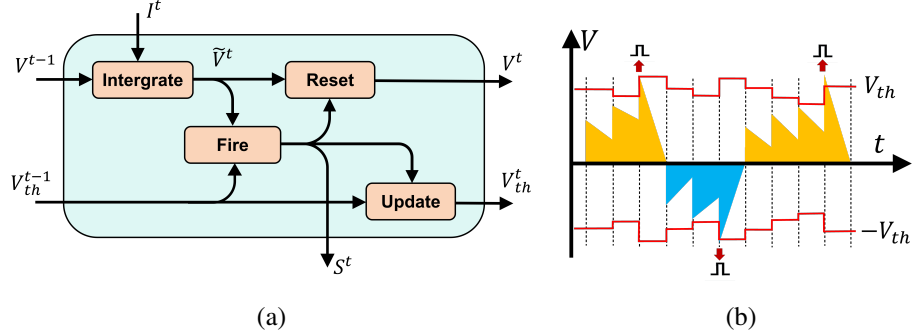 I^t
V^{t-1}
Intergrate
Ṽ^t
Reset
V^t
Fire
V_{th}^{t-1}
Update
V_{th}^t
S^t
(a)
V
V_{th}
t
−V_{th}
(b)